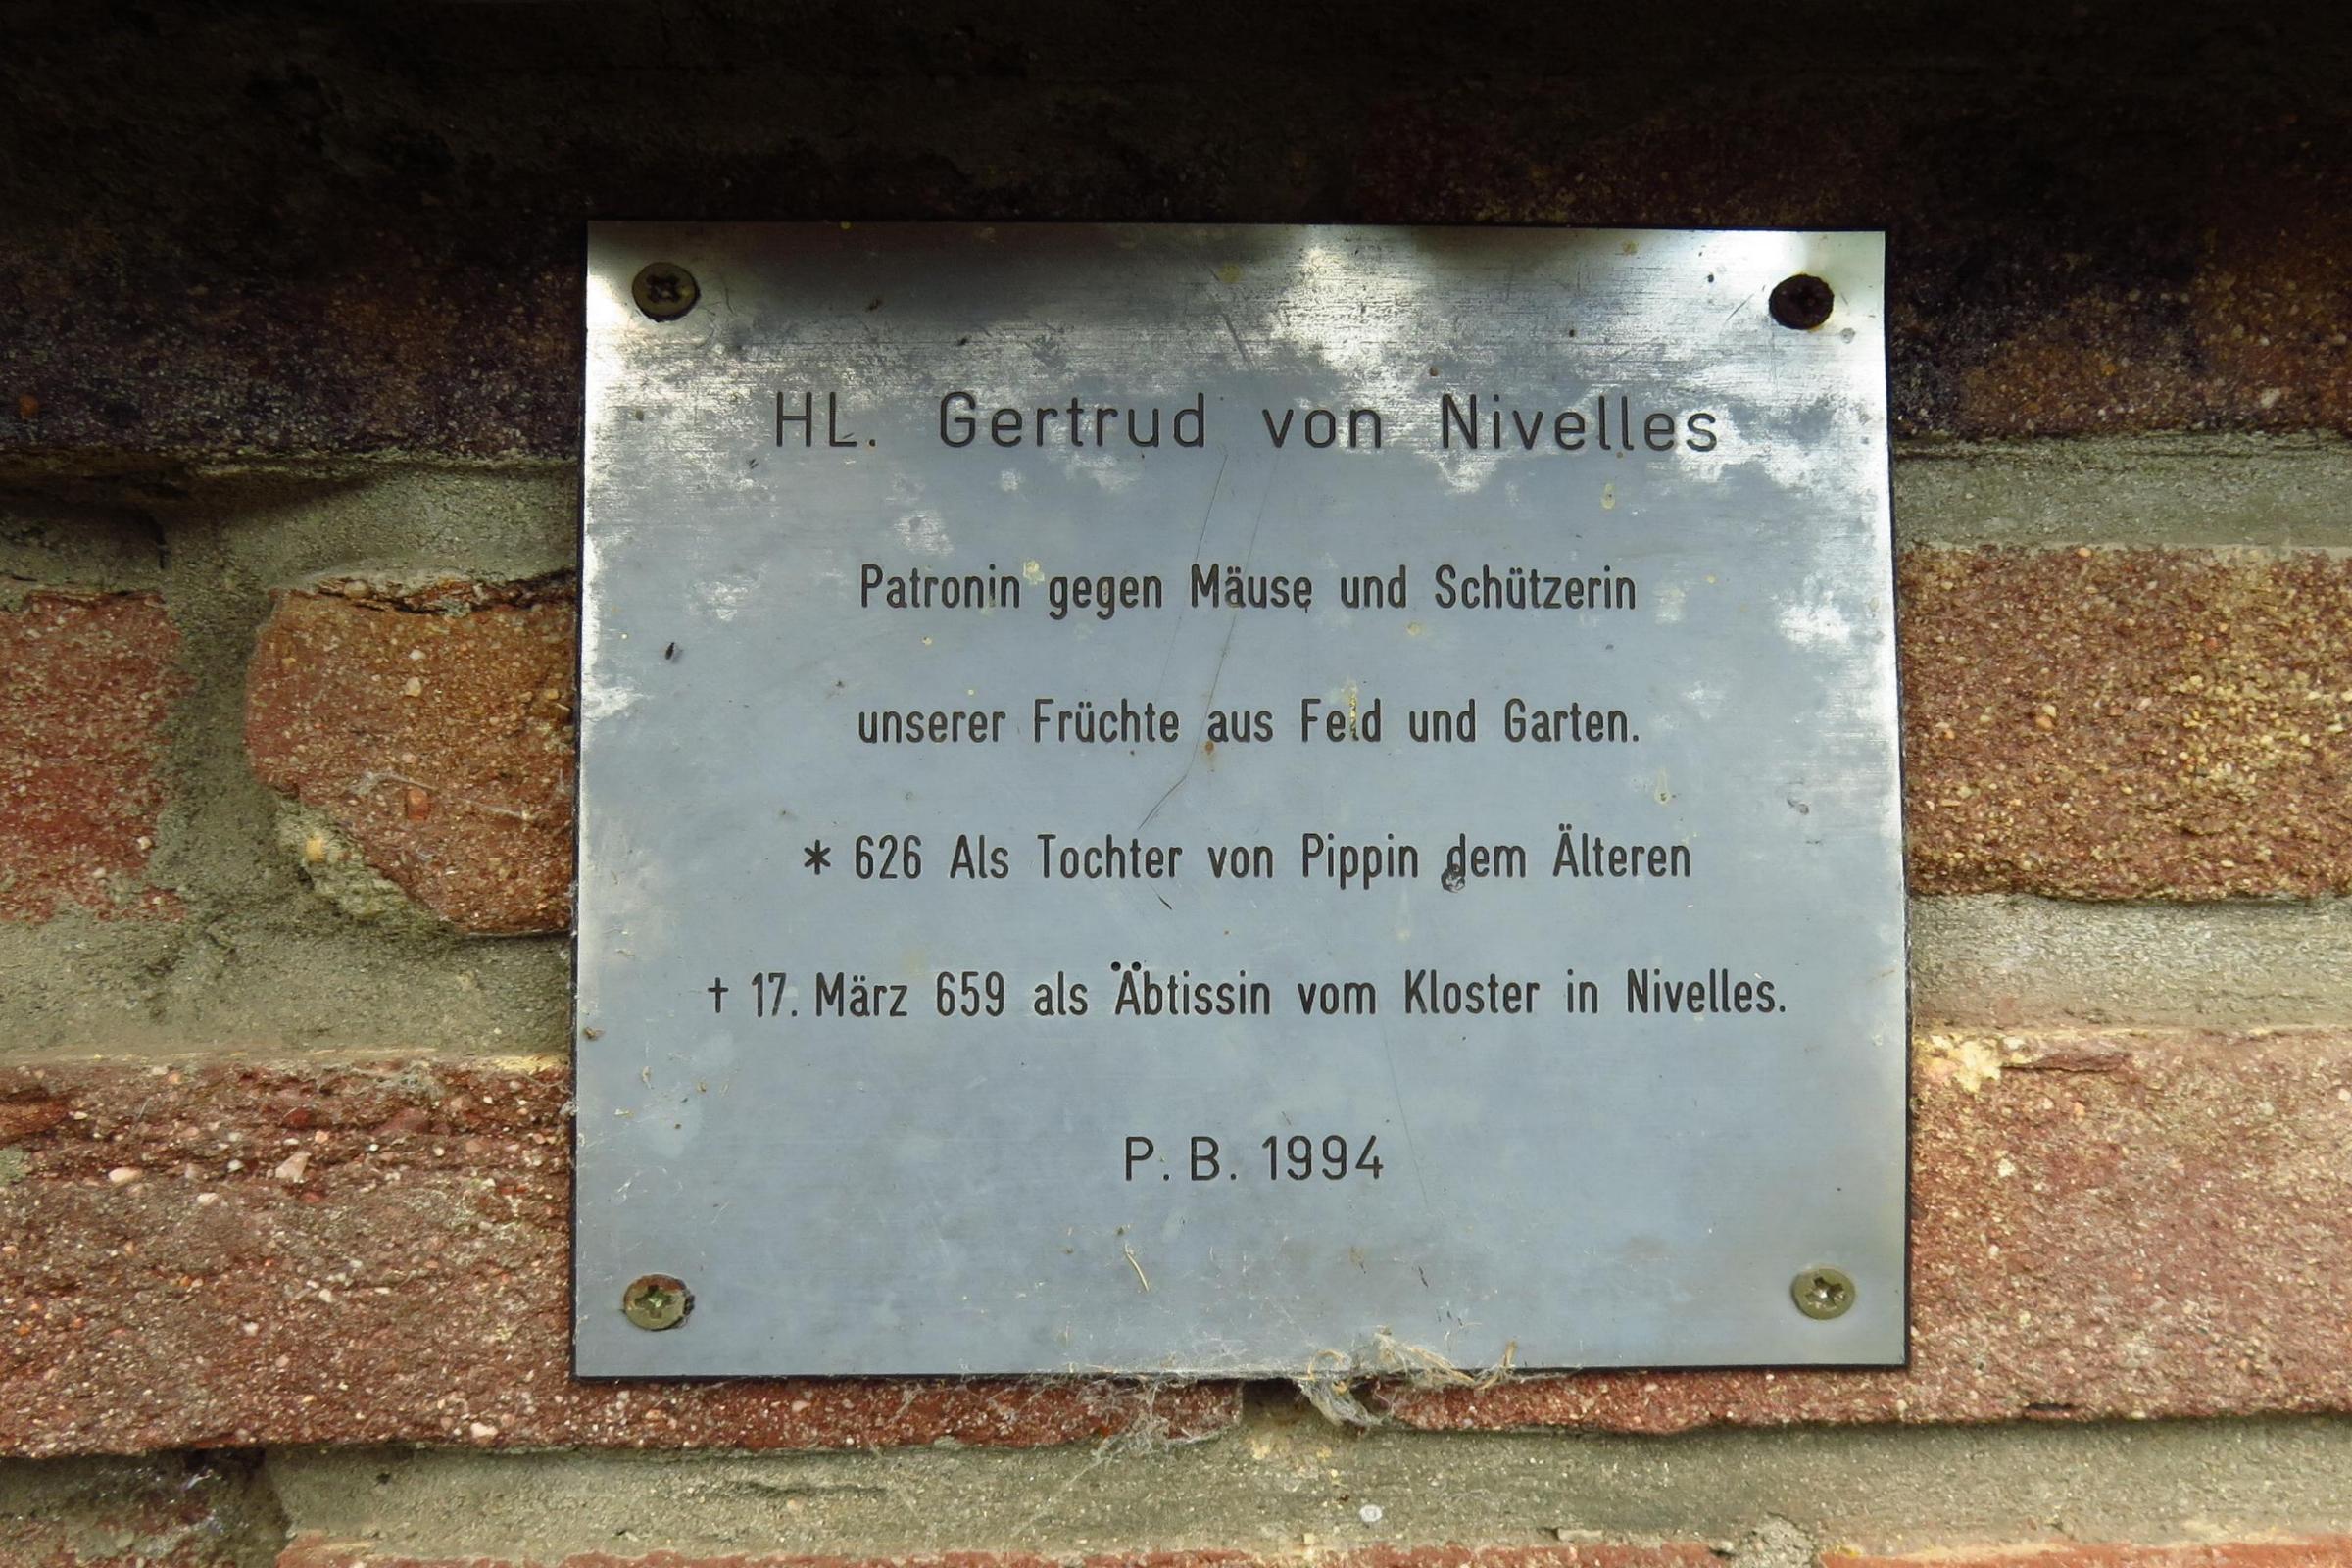 HL. Gertrud von Nivelles
Patronin gegen Mäuse und Schützerin
unserer Früchte aus Feld und Garten.
* 626 Als Tochter von Pippin dem Älteren
† 17. März 659 als Äbtissin vom Kloster in Nivelles.
P. B. 1994